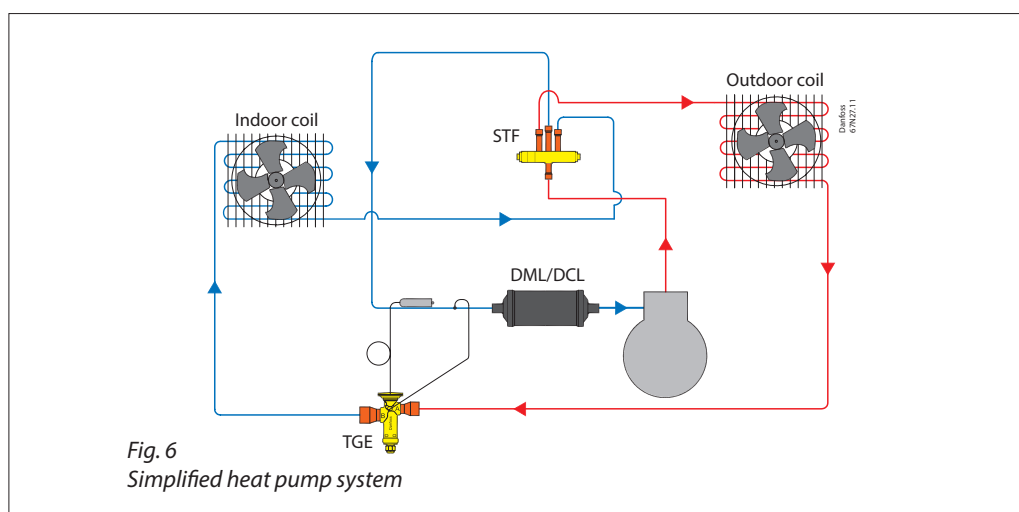 Outdoor coil
Indoor coil
STF
Danfoss
67N27.11
DML/DCL
B A
TGE
Fig. 6
Simplified heat pump system